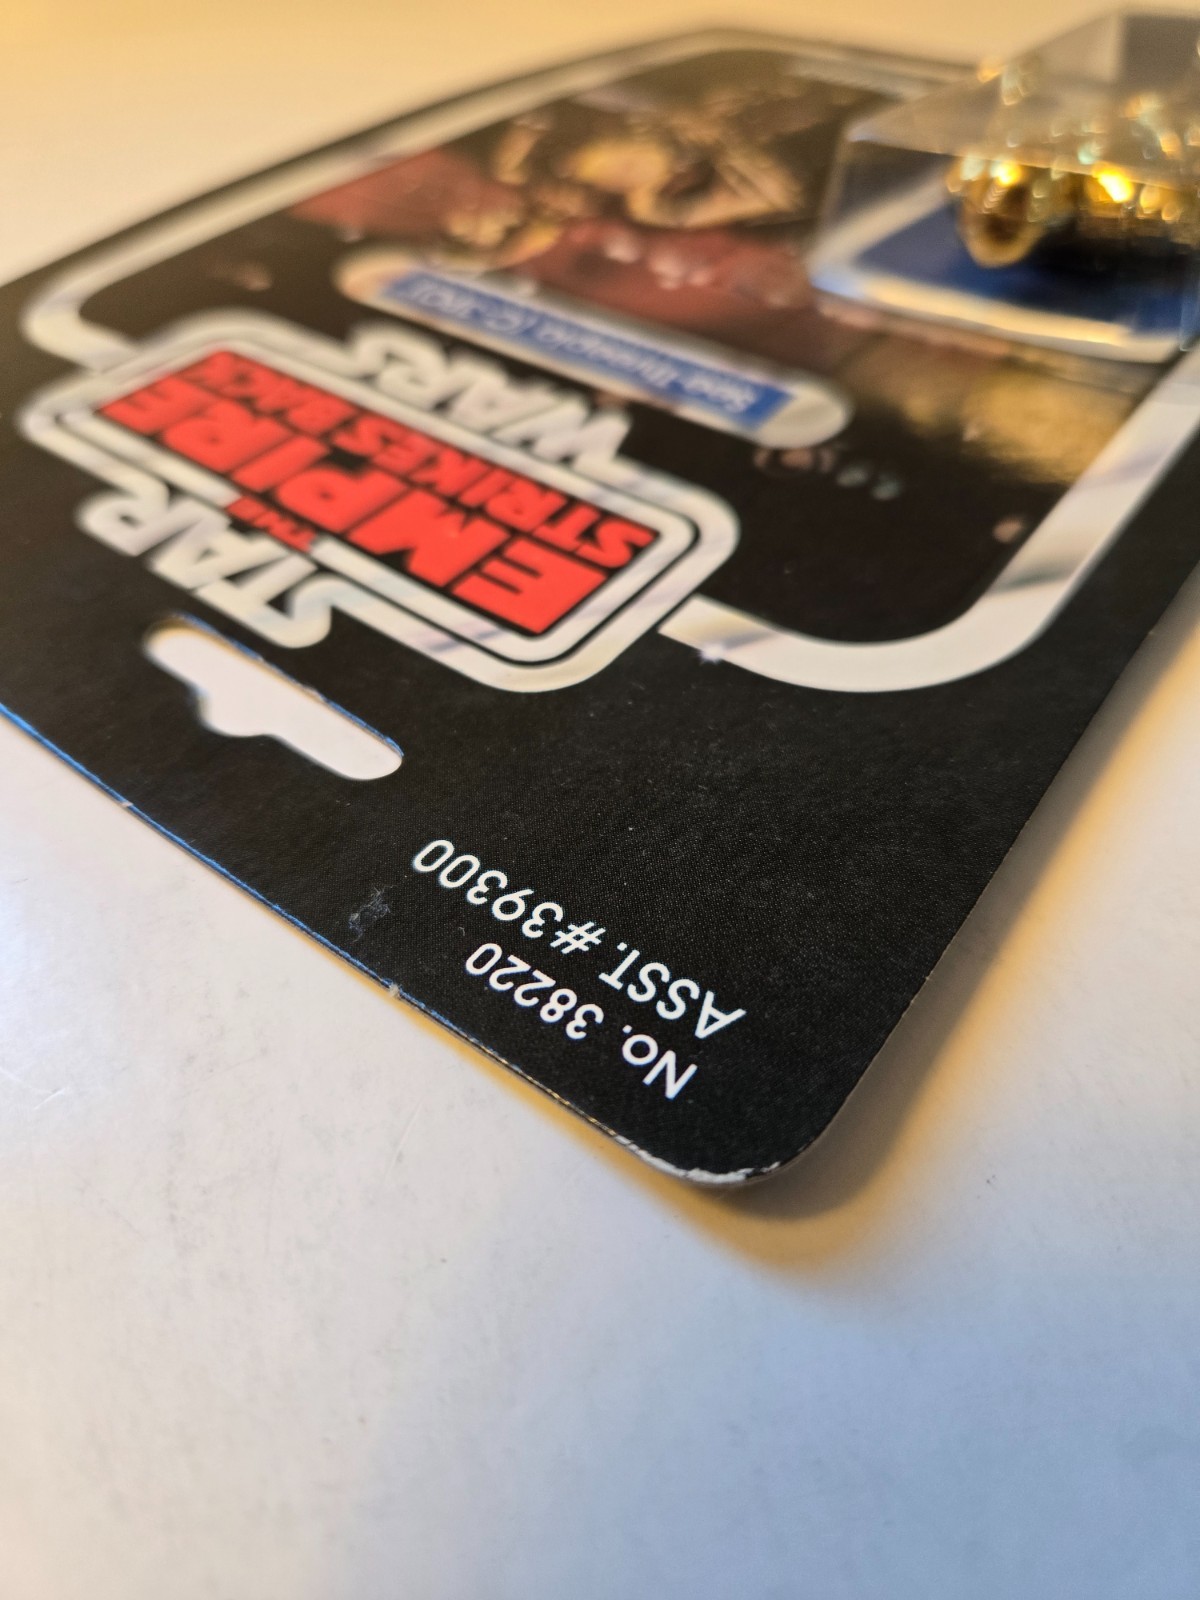 No. 38220
ASST. #39300
STAR
THE
EMPIRE
STRIKES BACK
WARS
See-Threepio (C-3PO)